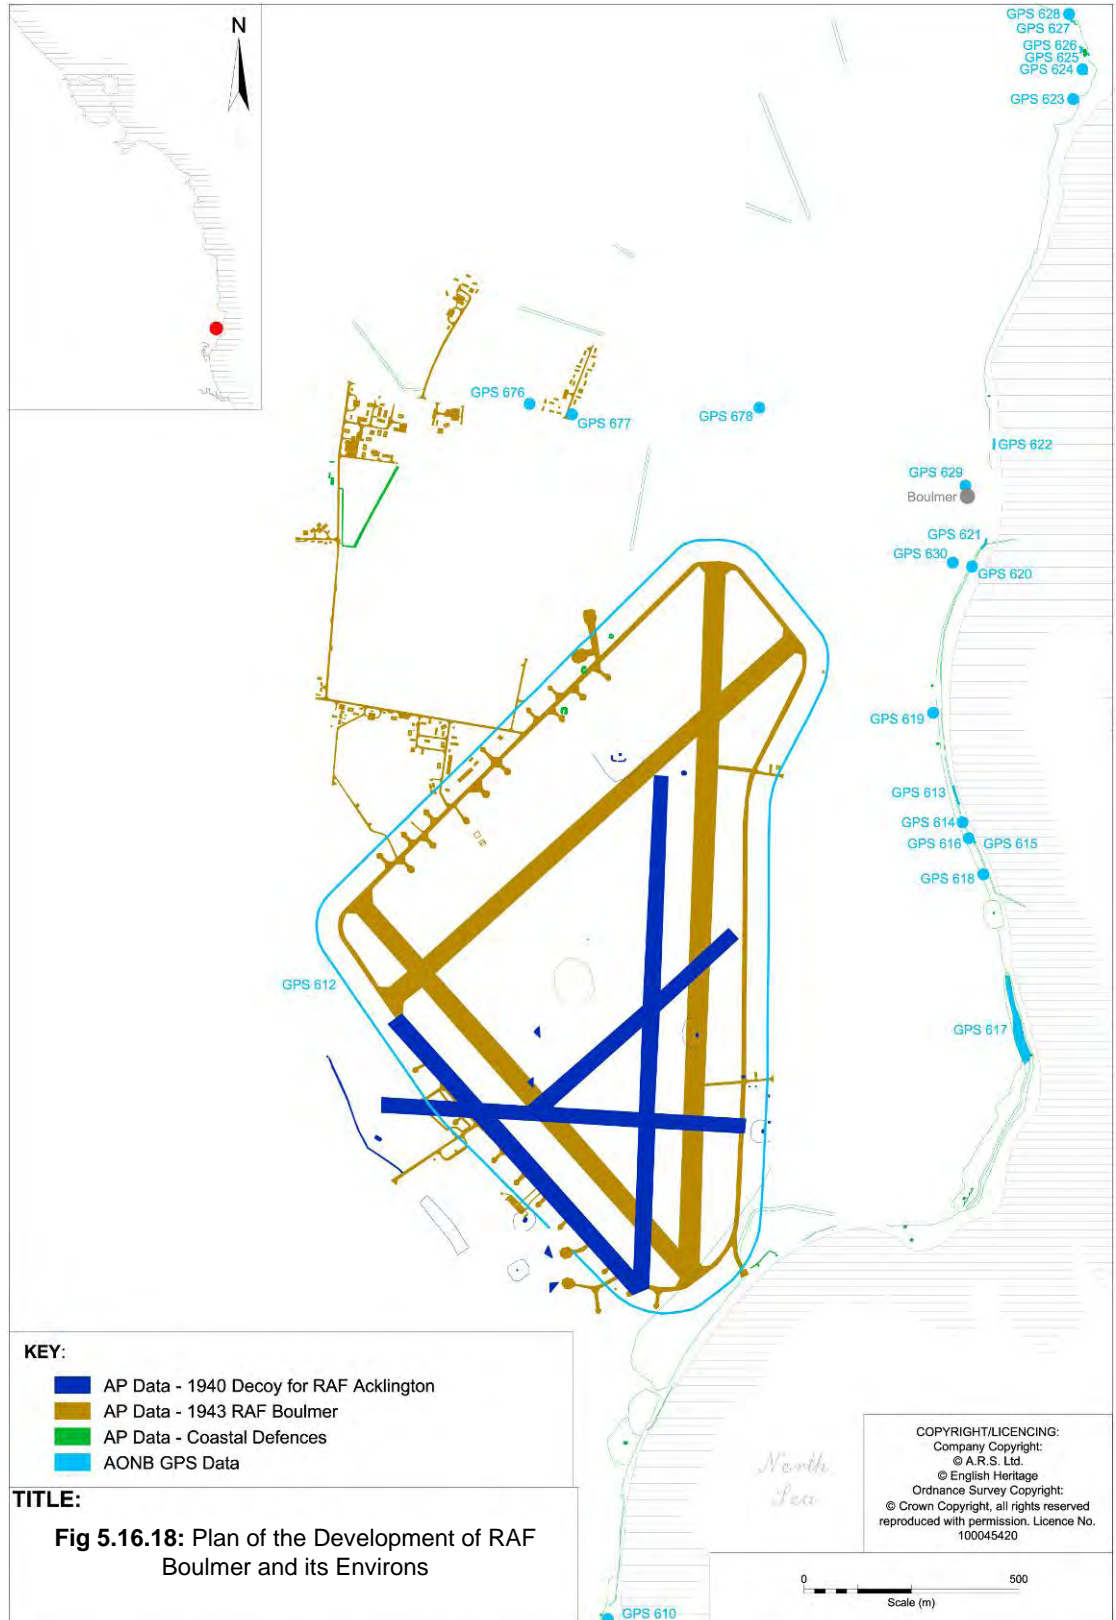 N
GPS 628
GPS 627
GPS 626
GPS 625
GPS 624
GPS 623
GPS 676
GPS 677
GPS 678
GPS 622
GPS 629
Boulmer
GPS 621
GPS 630
GPS 620
GPS 619
GPS 613
GPS 614
GPS 616
GPS 615
GPS 618
GPS 612
GPS 617
KEY:
AP Data - 1940 Decoy for RAF Acklington
AP Data - 1943 RAF Boulmer
AP Data - Coastal Defences
AONB GPS Data
North
Sea
COPYRIGHT/LICENCING:
Company Copyright:
© A.R.S. Ltd.
© English Heritage
Ordnance Survey Copyright:
© Crown Copyright, all rights reserved
reproduced with permission. Licence No.
100045420
TITLE:
Fig 5.16.18: Plan of the Development of RAF
Boulmer and its Environs
0 500
Scale (m)
GPS 610